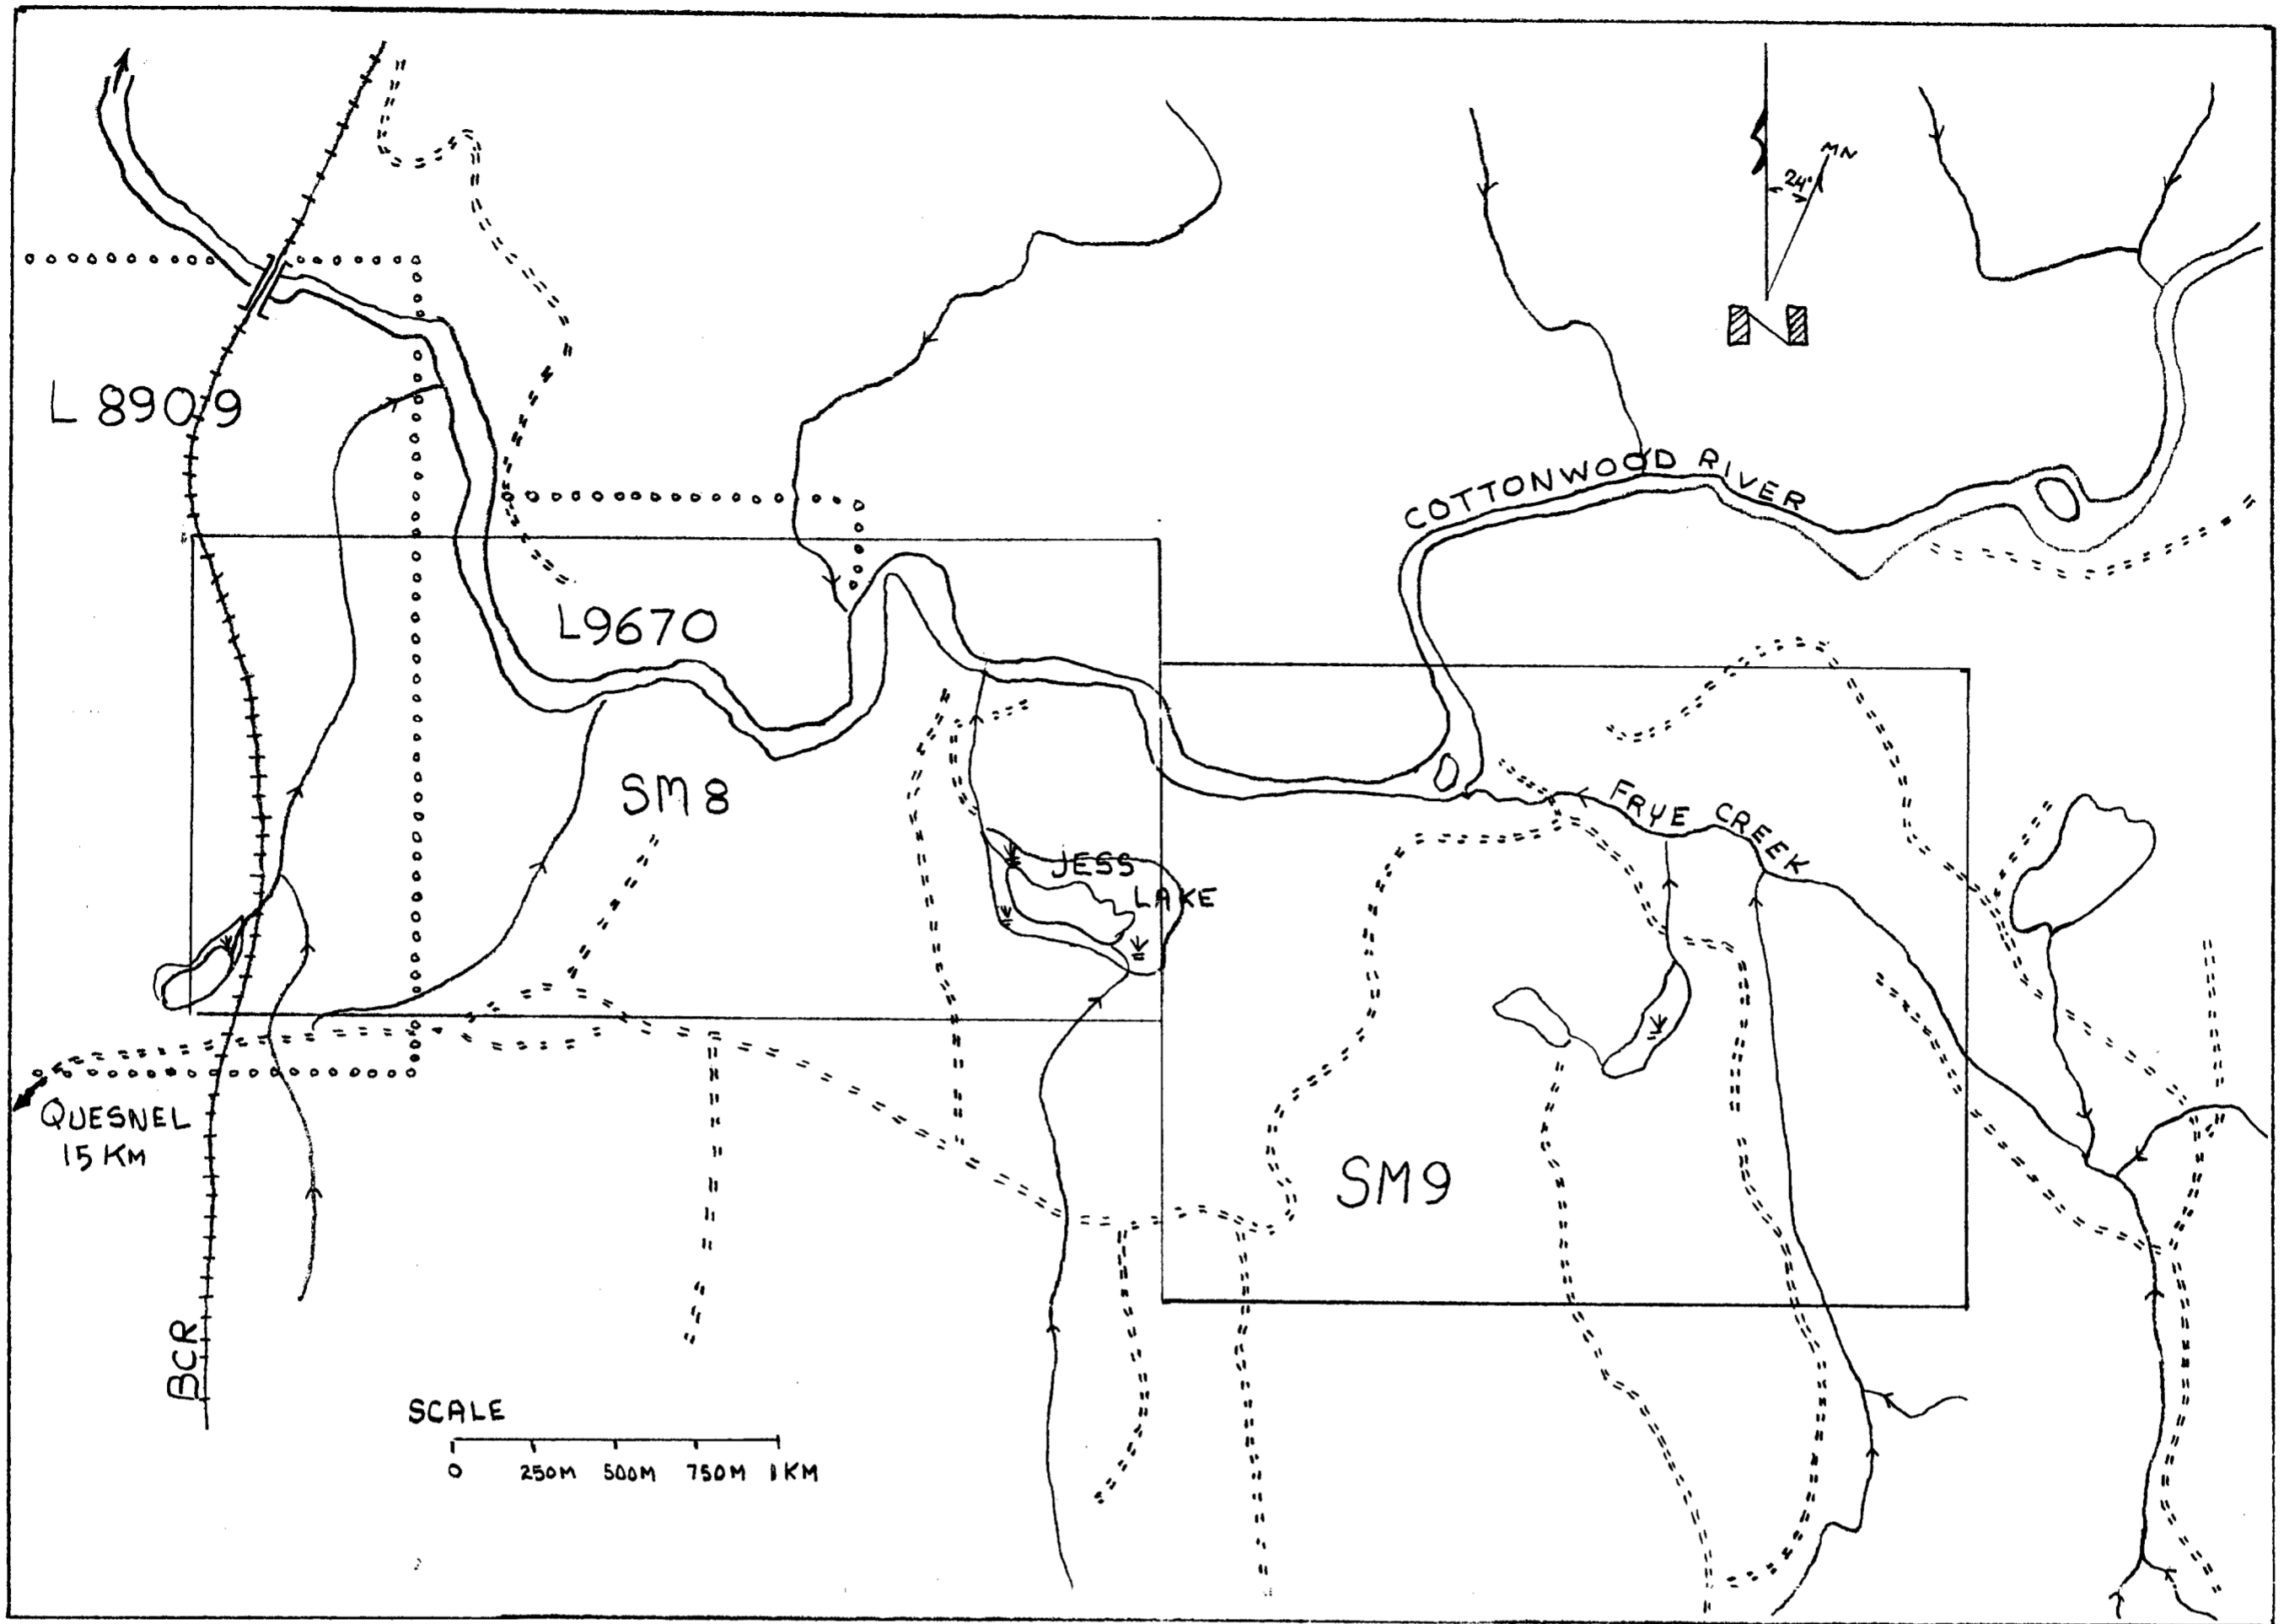 MN
24°
N
L 8909
COTTONWOOD RIVER
L9670
SM8
FRYE CREEK
JESS
LAKE
QUESNEL
15 KM
SM9
BCR
SCALE
0 250M 500M 750M 1KM